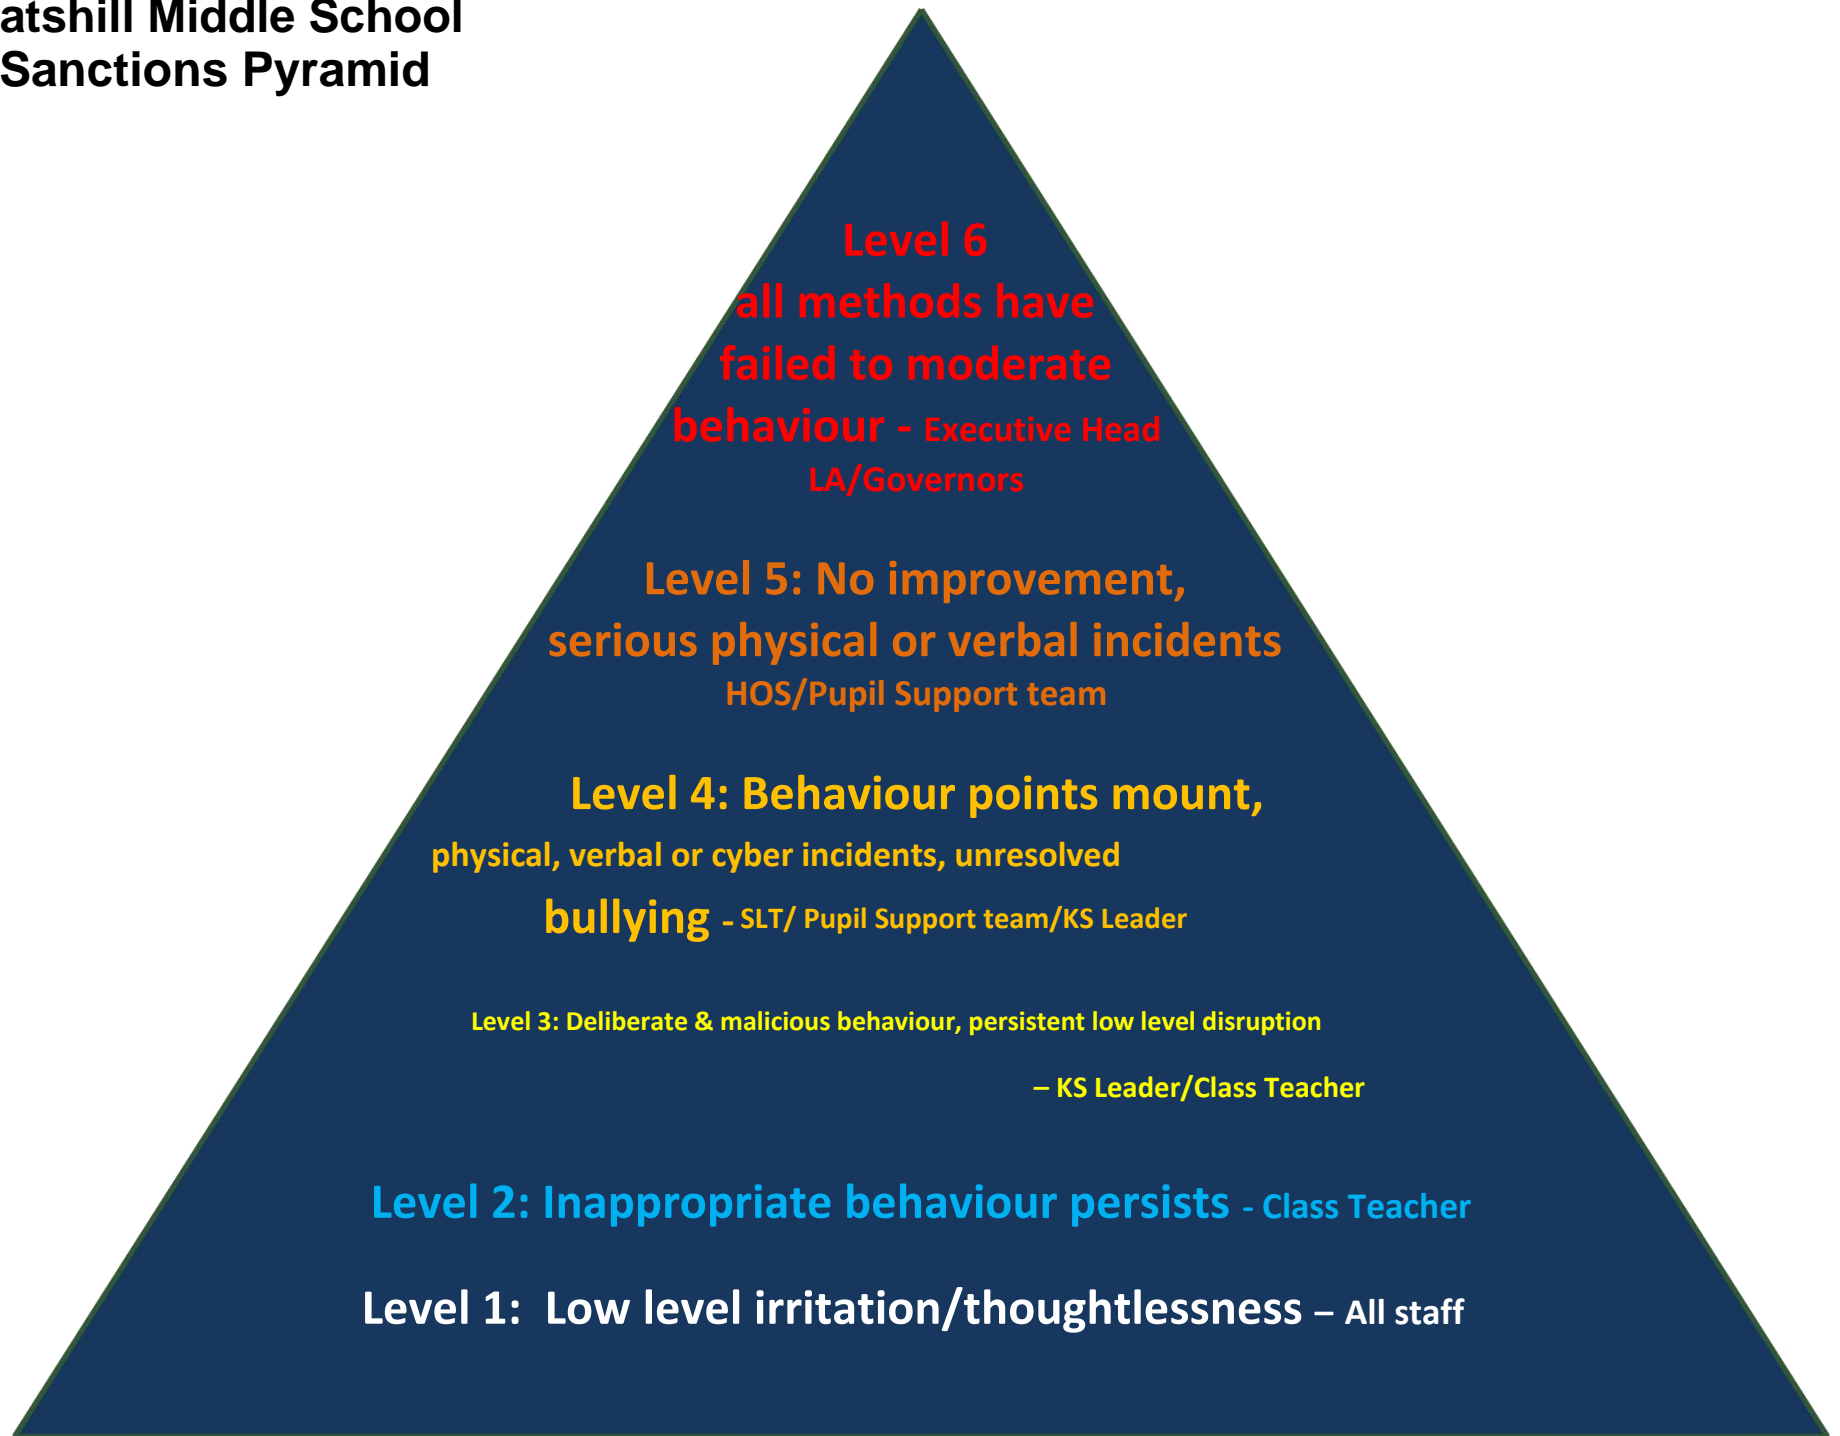 atshill Middle School
Sanctions Pyramid
Level 6
all methods have
failed to moderate
behaviour - Executive Head
LA/Governors
Level 5: No improvement,
serious physical or verbal incidents
HOS/Pupil Support team
Level 4: Behaviour points mount,
physical, verbal or cyber incidents, unresolved
bullying - SLT/ Pupil Support team/KS Leader
Level 3: Deliberate & malicious behaviour, persistent low level disruption
– KS Leader/Class Teacher
Level 2: Inappropriate behaviour persists - Class Teacher
Level 1:  Low level irritation/thoughtlessness – All staff